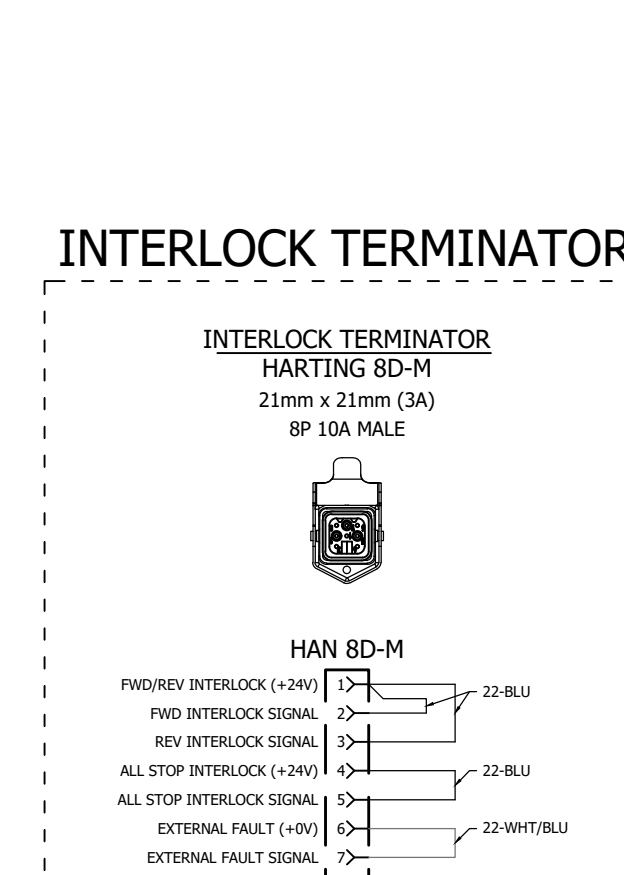 INTERLOCK TERMINATOR
INTERLOCK TERMINATOR
HARTING 8D-M
21mm x 21mm (3A)
8P 10A MALE
HAN 8D-M
FWD/REV INTERLOCK (+24V) 1
22-BLU
FWD INTERLOCK SIGNAL 2
REV INTERLOCK SIGNAL 3
ALL STOP INTERLOCK (+24V) 4 22-BLU
ALL STOP INTERLOCK SIGNAL 5
EXTERNAL FAULT (+0V) 6 22-WHT/BLU
EXTERNAL FAULT SIGNAL 7